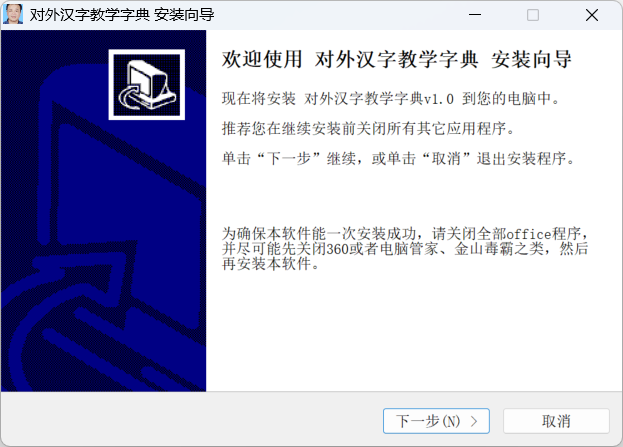 对外汉字教学字典 安装向导
欢迎使用 对外汉字教学字典 安装向导
现在将安装 对外汉字教学字典v1.0 到您的电脑中。
推荐您在继续安装前关闭所有其它应用程序。
单击“下一步”继续，或单击“取消”退出安装程序。
为确保本软件能一次安装成功，请关闭全部office程序，
并尽可能先关闭360或者电脑管家、金山毒霸之类，然后
再安装本软件。
下一步(N) >
取消